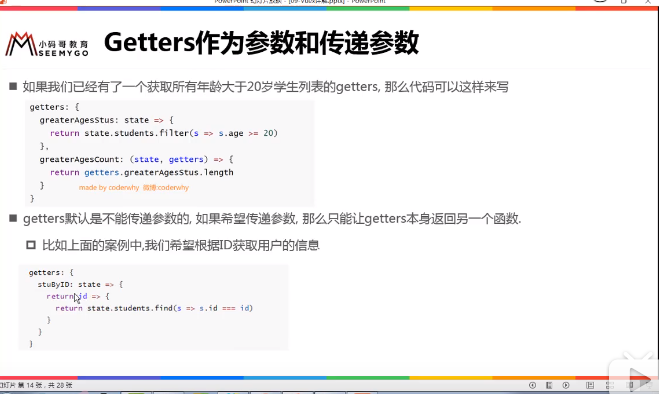 PowerPoint 幻灯片放映 - [09-Vuex详解.pptx] - PowerPoint
小码哥教育
SEEMYGO
Getters作为参数和传递参数
如果我们已经有了一个获取所有年龄大于20岁学生列表的getters, 那么代码可以这样来写
getters: {
greaterAgesStus: state => {
return state.students.filter(s => s.age >= 20)
},
greaterAgesCount: (state, getters) => {
return getters.greaterAgesStus.length
}
made by coderwhy 微博:coderwhy
}
getters默认是不能传递参数的, 如果希望传递参数, 那么只能让getters本身返回另一个函数.
比如上面的案例中,我们希望根据ID获取用户的信息
getters: {
stuByID: state => {
return id => {
return state.students.find(s => s.id === id)
}
}
}
幻灯片 第 14 张 , 共 28 张